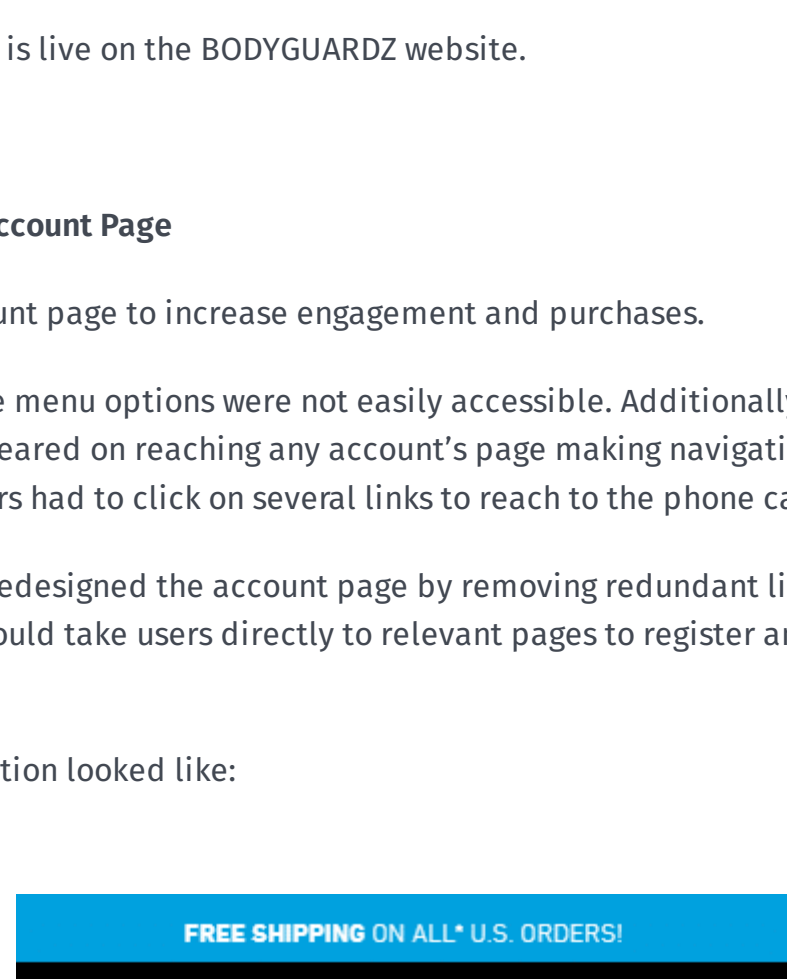 is live on the BODYGUARDZ website.
ccount Page
unt page to increase engagement and purchases.
e menu options were not easily accessible. Additionally
eared on reaching any account’s page making navigati
rs had to click on several links to reach to the phone ca
edesigned the account page by removing redundant li
ould take users directly to relevant pages to register an
tion looked like:
FREE SHIPPING ON ALL* U.S. ORDERS!